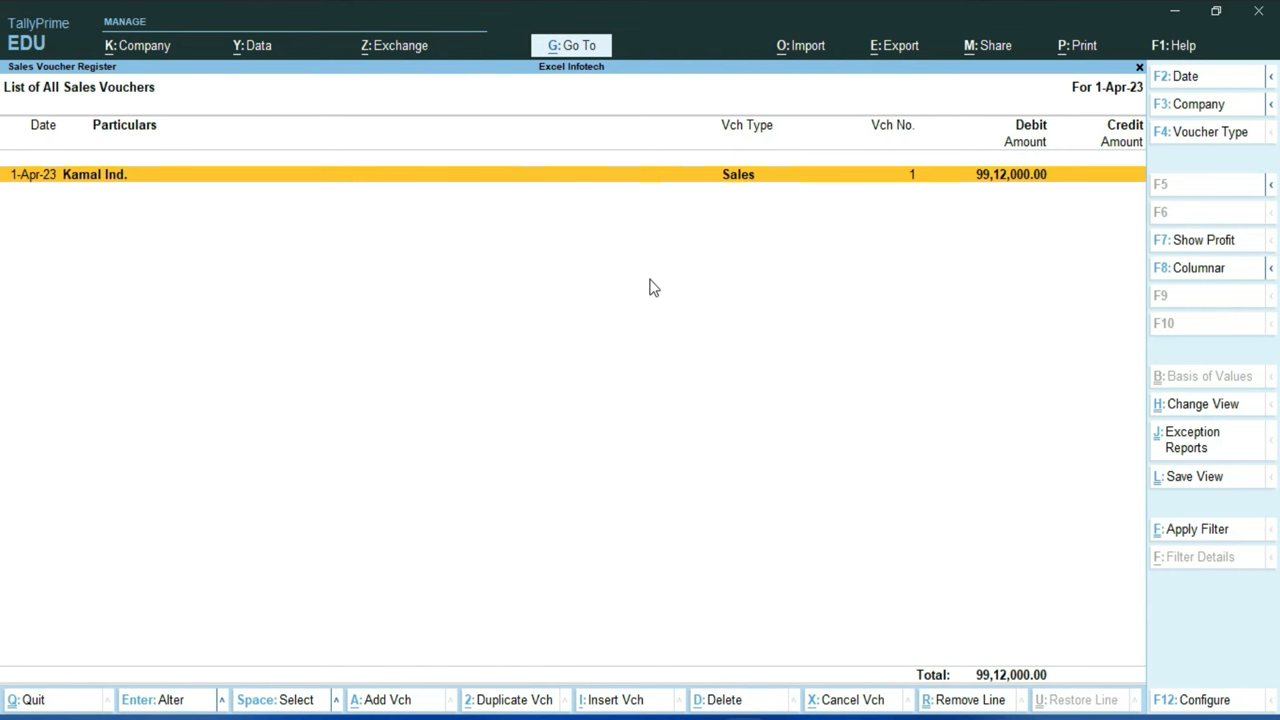 TallyPrime
EDU
MANAGE
K: Company
Y: Data
Z: Exchange
G: Go To
O: Import
E: Export
M: Share
P: Print
F1: Help
Sales Voucher Register
Excel Infotech
List of All Sales Vouchers
For 1-Apr-23
Date Particulars Vch Type Vch No. Debit Credit
Amount Amount
1-Apr-23 Kamal Ind. Sales 1 99,12,000.00
Total: 99,12,000.00
F2: Date
F3: Company
F4: Voucher Type
F5
F6
F7: Show Profit
F8: Columnar
F9
F10
B: Basis of Values
H: Change View
J: Exception
Reports
L: Save View
F: Apply Filter
F: Filter Details
Q: Quit
Enter: Alter
Space: Select
A: Add Vch
2: Duplicate Vch
I: Insert Vch
D: Delete
X: Cancel Vch
R: Remove Line
U: Restore Line
F12: Configure